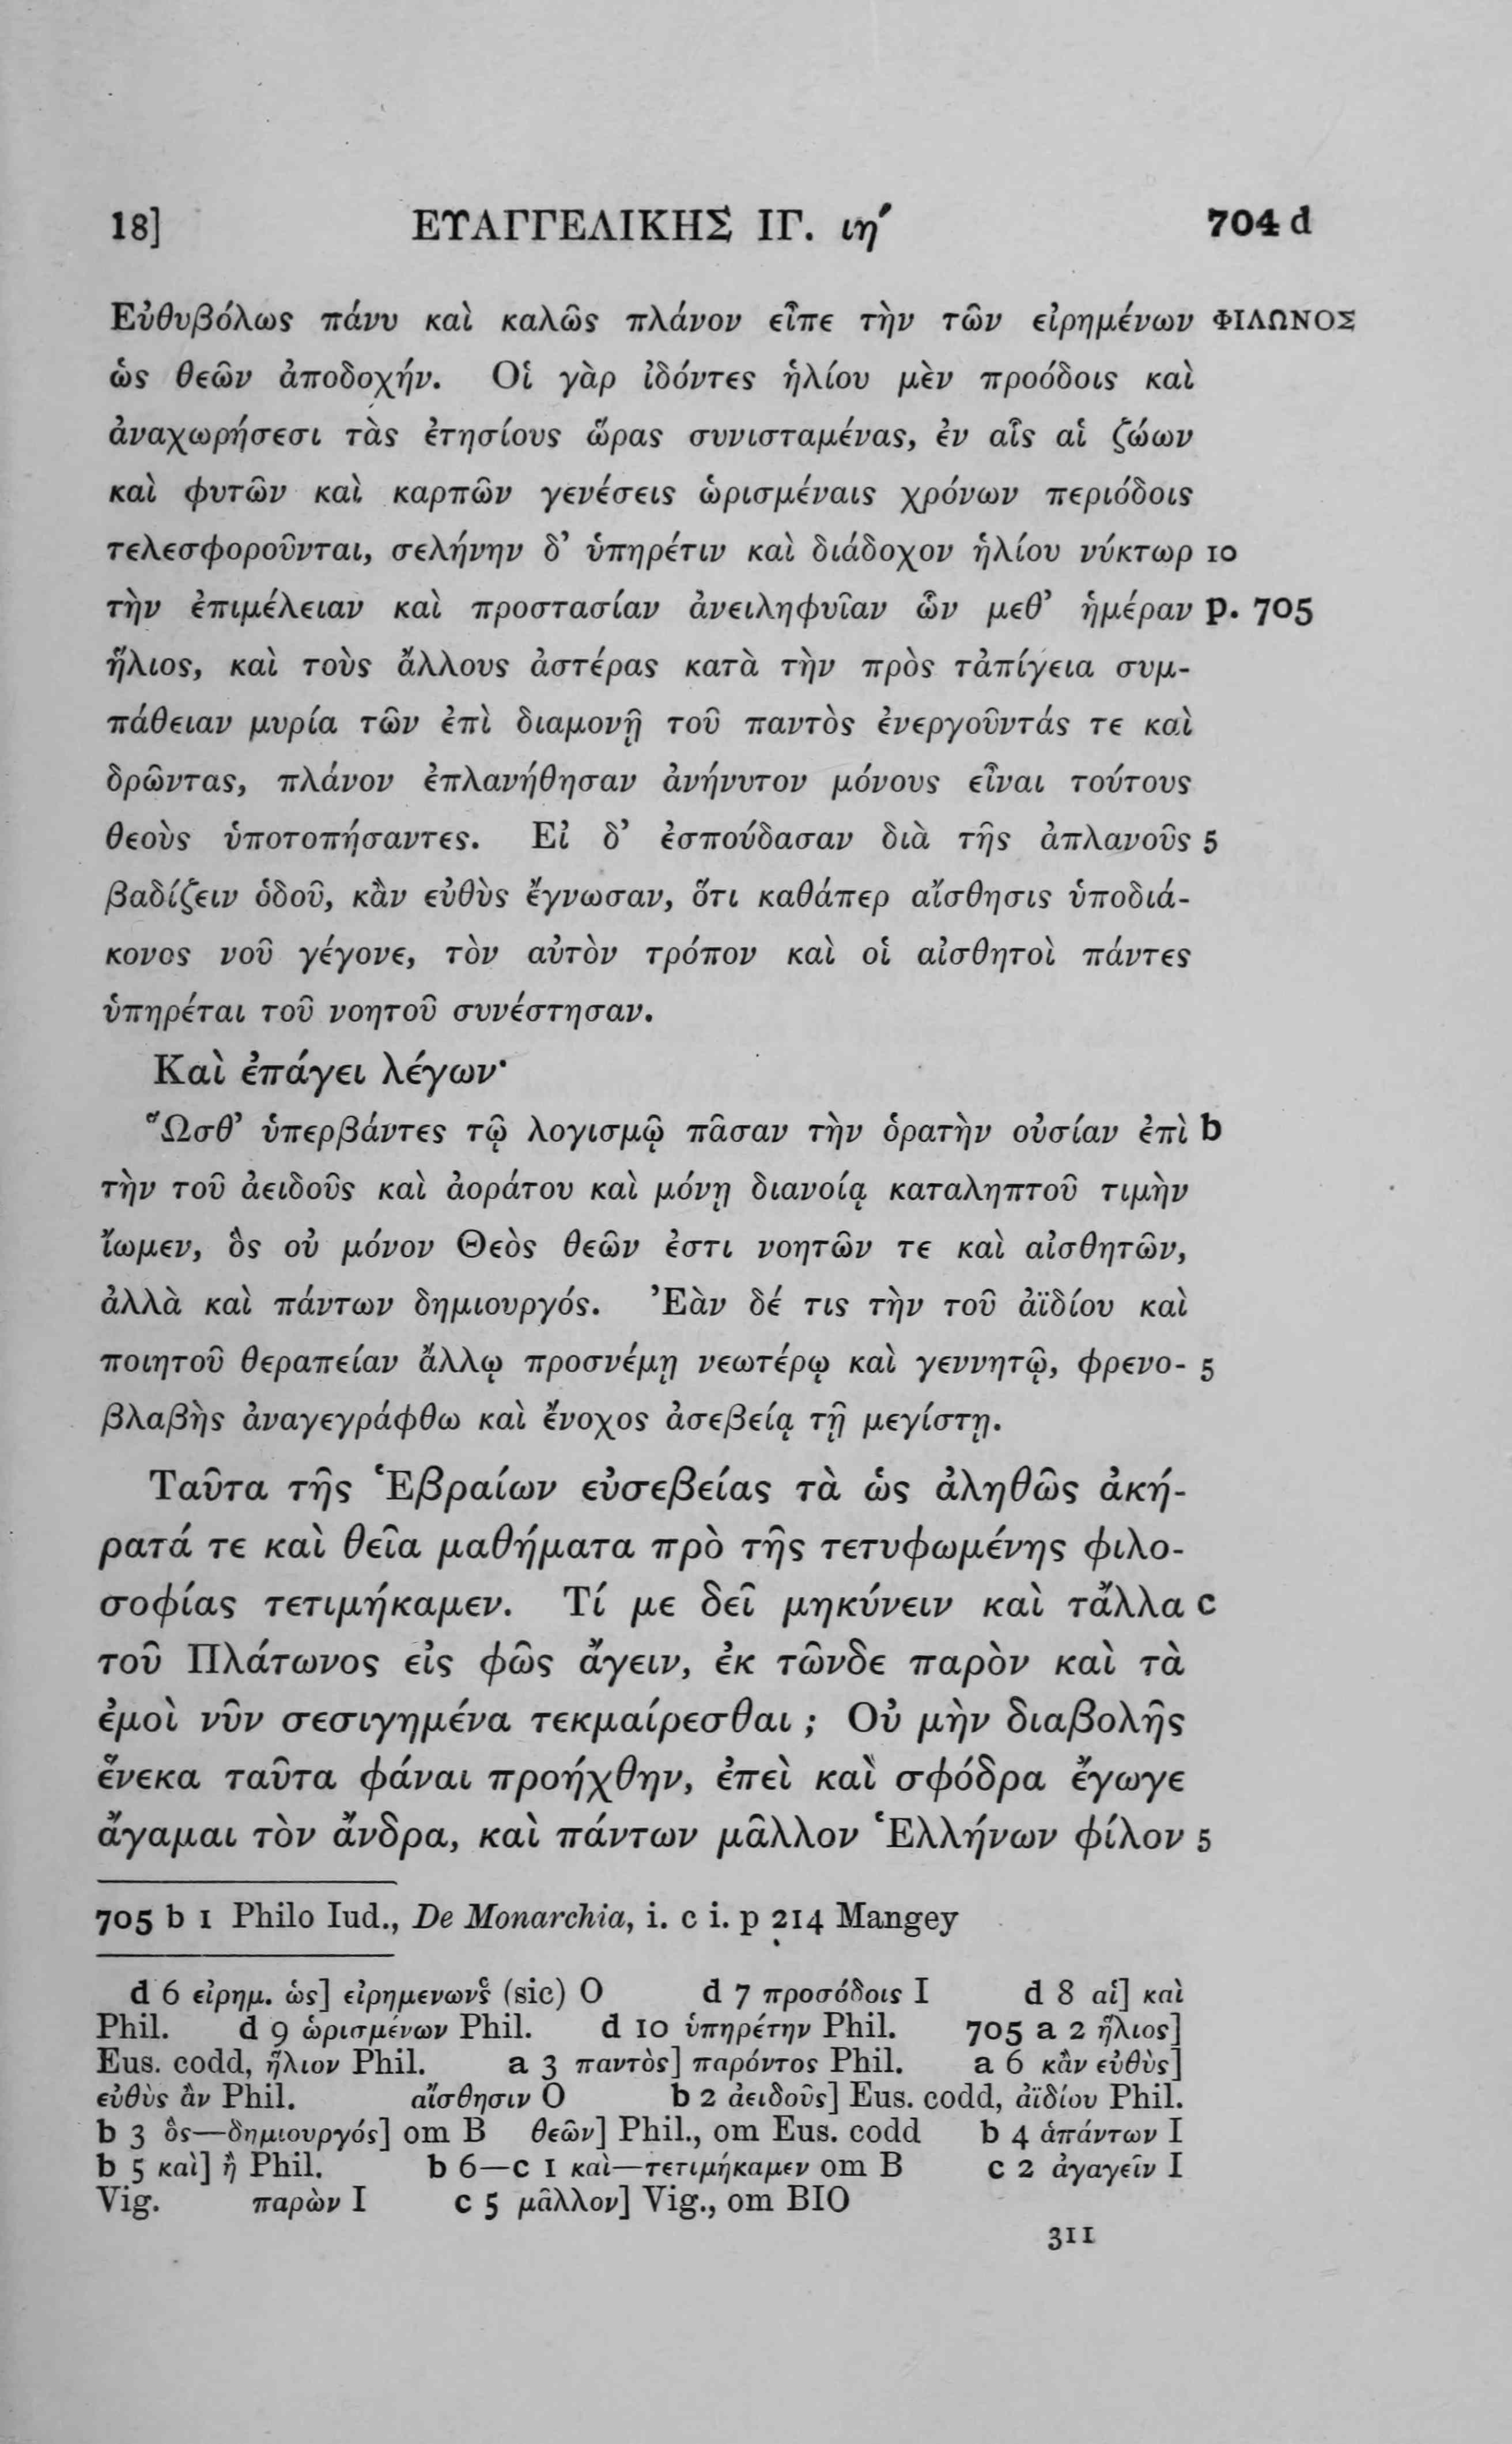 18] ΕΥΑΓΓΕΛΙΚΗΣ ΙΓ. ιηʹ 704 d
Εὐθυβόλως πάνυ καὶ καλῶς πλάνον εἶπε τὴν τῶν εἰρημένων ΦΙΛΩΝΟΣ
ὡς θεῶν ἀποδοχήν. Οἱ γὰρ ἰδόντες ἡλίου μὲν προόδοις καὶ
ἀναχωρήσεσι τὰς ἐτησίους ὥρας συνισταμένας, ἐν αἷς αἱ ζώων
καὶ φυτῶν καὶ καρπῶν γενέσεις ὡρισμέναις χρόνων περιόδοις
τελεσφοροῦνται, σελήνην δ’ ὑπηρέτιν καὶ διάδοχον ἡλίου νύκτωρ 10
τὴν ἐπιμέλειαν καὶ προστασίαν ἀνειληφυῖαν ὧν μεθ’ ἡμέραν p. 705
ἥλιος, καὶ τοὺς ἄλλους ἀστέρας κατὰ τὴν πρὸς τἀπίγεια συμ-
πάθειαν μυρία τῶν ἐπὶ διαμονῇ τοῦ παντὸς ἐνεργοῦντάς τε καὶ
δρῶντας, πλάνον ἐπλανήθησαν ἀνήνυτον μόνους εἶναι τούτους
θεοὺς ὑποτοπήσαντες. Εἰ δ’ ἐσπούδασαν διὰ τῆς ἀπλανοῦς 5
βαδίζειν ὁδοῦ, κἂν εὐθὺς ἔγνωσαν, ὅτι καθάπερ αἴσθησις ὑποδιά-
κονος νοῦ γέγονε, τὸν αὐτὸν τρόπον καὶ οἱ αἰσθητοὶ πάντες
ὑπηρέται τοῦ νοητοῦ συνέστησαν.
Καὶ ἐπάγει λέγων·
Ὥσθ’ ὑπερβάντες τῷ λογισμῷ πᾶσαν τὴν ὁρατὴν οὐσίαν ἐπὶ b
τὴν τοῦ ἀειδοῦς καὶ ἀοράτου καὶ μόνῃ διανοίᾳ καταληπτοῦ τιμὴν
ἴωμεν, ὃς οὐ μόνον Θεὸς θεῶν ἐστι νοητῶν τε καὶ αἰσθητῶν,
ἀλλὰ καὶ πάντων δημιουργός. Ἐὰν δέ τις τὴν τοῦ ἀϊδίου καὶ
ποιητοῦ θεραπείαν ἄλλῳ προσνέμῃ νεωτέρῳ καὶ γεννητῷ, φρενο- 5
βλαβὴς ἀναγεγράφθω καὶ ἔνοχος ἀσεβείᾳ τῇ μεγίστῃ.
Ταῦτα τῆς Ἑβραίων εὐσεβείας τὰ ὡς ἀληθῶς ἀκή-
ρατά τε καὶ θεῖα μαθήματα πρὸ τῆς τετυφωμένης φιλο-
σοφίας τετιμήκαμεν. Τί με δεῖ μηκύνειν καὶ τἄλλα c
τοῦ Πλάτωνος εἰς φῶς ἄγειν, ἐκ τῶνδε παρὸν καὶ τὰ
ἐμοὶ νῦν σεσιγημένα τεκμαίρεσθαι ; Οὐ μὴν διαβολῆς
ἕνεκα ταῦτα φάναι προήχθην, ἐπεὶ καὶ σφόδρα ἔγωγε
ἄγαμαι τὸν ἄνδρα, καὶ πάντων μᾶλλον Ἑλλήνων φίλον 5
705 b 1 Philo Iud., De Monarchia, i. c i. p 214 Mangey
d 6 εἰρημ. ὡς] εἰρημενωνς (sic) O d 7 προσόδοις I d 8 αἱ] καὶ
Phil. d 9 ὡρισμένων Phil. d 10 ὑπηρέτην Phil. 705 a 2 ἥλιος]
Eus. codd, ἥλιον Phil. a 3 παντὸς] παρόντος Phil. a 6 κἂν εὐθὺς]
εὐθὺς ἂν Phil. αἴσθησιν O b 2 ἀειδοῦς] Eus. codd, ἀϊδίου Phil.
b 3 ὃς—δημιουργός] om B θεῶν] Phil., om Eus. codd b 4 ἁπάντων I
b 5 καὶ] ἢ Phil. b 6—c 1 καὶ—τετιμήκαμεν om B c 2 ἀγαγεῖν I
Vig. παρὼν I c 5 μᾶλλον] Vig., om BIO
311